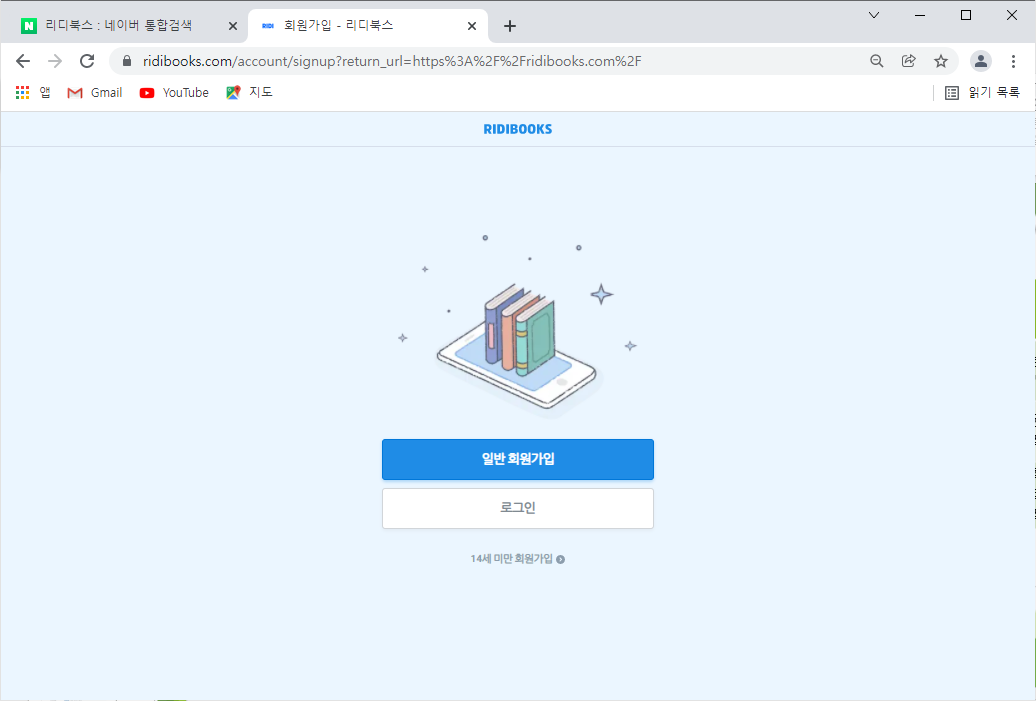 리디북스 : 네이버 통합검색
RIDI 회원가입 - 리디북스
ridibooks.com/account/signup?return_url=https%3A%2F%2Fridibooks.com%2F
앱 Gmail YouTube 지도 읽기 목록
RIDIBOOKS
일반 회원가입
로그인
14세 미만 회원가입